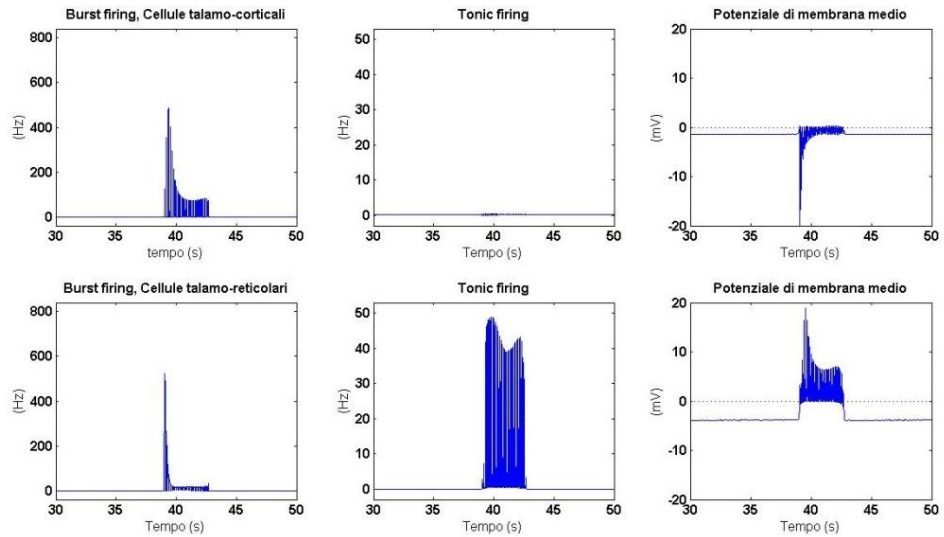 Burst firing, Cellule talamo-corticali
Tonic firing
Potenziale di membrana medio
800
600
400
200
0
(Hz)
30 35 40 45 50
tempo (s)
50
40
30
20
10
0
(Hz)
30 35 40 45 50
Tempo (s)
20
10
0
-10
-20
(mV)
30 35 40 45 50
Tempo (s)
Burst firing, Cellule talamo-reticolari
Tonic firing
Potenziale di membrana medio
800
600
400
200
0
(Hz)
30 35 40 45 50
Tempo (s)
50
40
30
20
10
0
(Hz)
30 35 40 45 50
Tempo (s)
20
10
0
-10
-20
(mV)
30 35 40 45 50
Tempo (s)